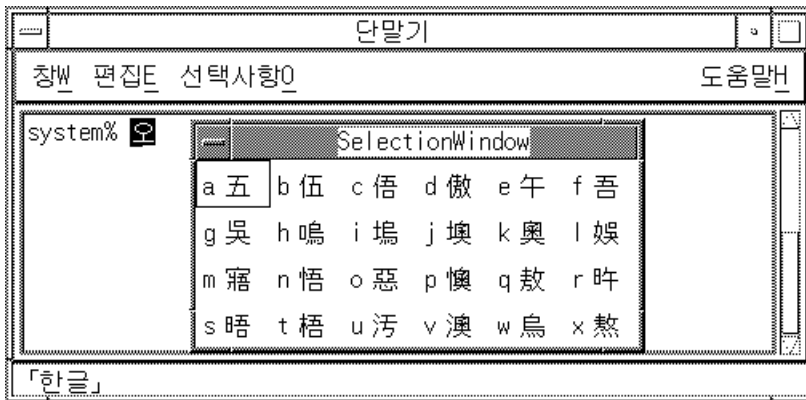 단말기
창W 편집E 선택사항O 도움말H
system% 오
SelectionWindow
a 五 b 伍 c 俉 d 傲 e 午 f 吾
g 吳 h 嗚 i 塢 j 墺 k 奧 l 娛
m 寤 n 悟 o 惡 p 懊 q 敖 r 旿
s 晤 t 梧 u 汚 v 澳 w 烏 x 熬
「한글」